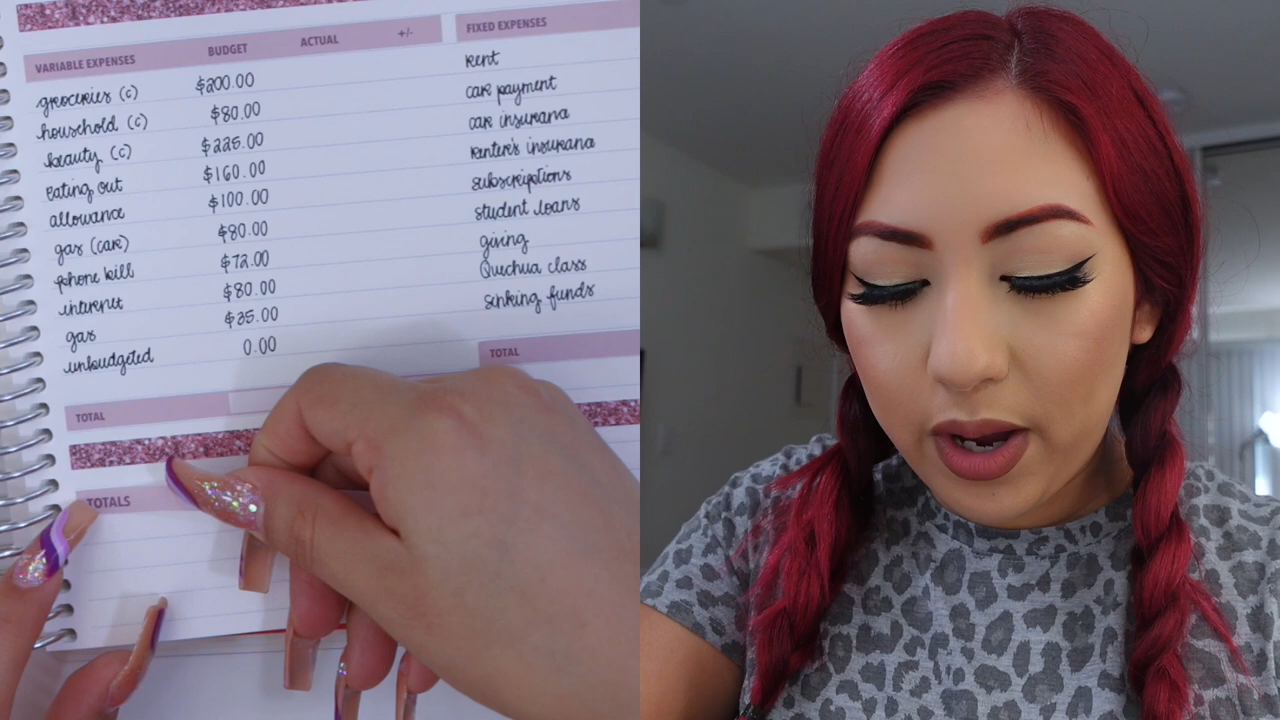 VARIABLE EXPENSES BUDGET ACTUAL +/-
groceries (c) $200.00
household (c) $80.00
beauty (c) $225.00
eating out $160.00
allowance $100.00
gas (car) $80.00
phone bill $72.00
internet $80.00
gas $35.00
unbudgeted 0.00
TOTAL
TOTALS
FIXED EXPENSES
rent
car payment
car insurance
renter's insurance
subscriptions
student loans
giving
Quechua class
sinking funds
TOTAL